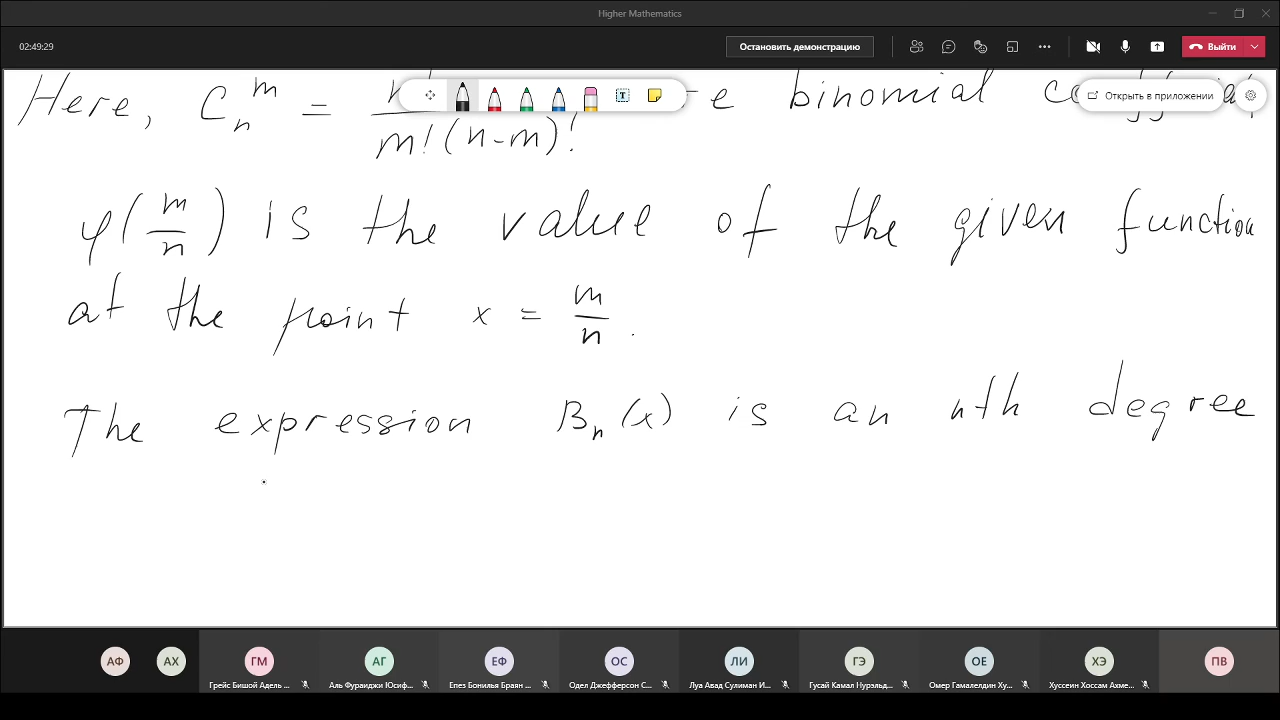 Higher Mathematics
02:49:29
Остановить демонстрацию
Выйти
Here, C_n^m = m!(n-m)! binomial
Открыть в приложении
φ(m/n) is the value of the given function
at the point x = m/n.
The expression B_n(x) is an nth degree
АФ АХ ГМ АГ ЕФ ОС ЛИ ГЭ ОЕ ХЭ ПВ
Грейс Бишой Адель ... Аль Фураиджи Юсиф... Епез Бонилья Браян ... Одел Джефферсон С... Луа Авад Сулиман И... Гусай Камал Нурэльд... Омер Гамалелдин Ху... Хуссеин Хоссам Ахме...